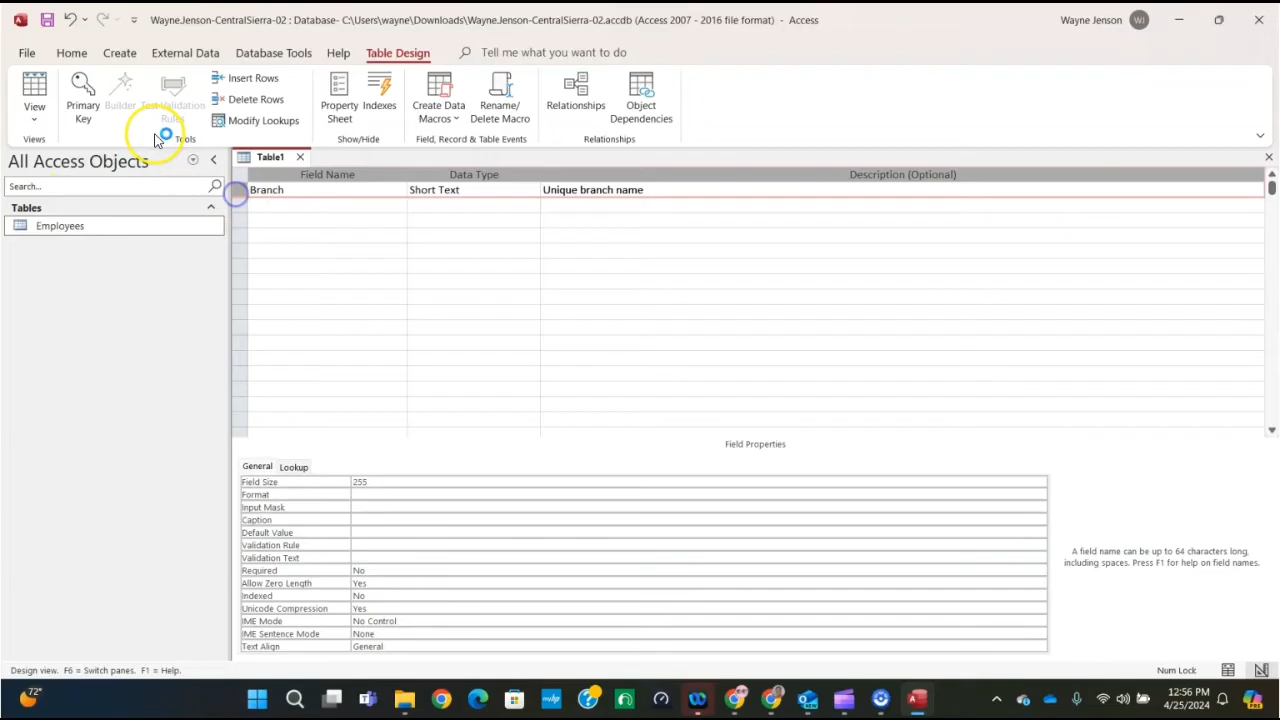 WayneJenson-CentralSierra-02 : Database- C:\Users\wayne\Downloads\WayneJenson-CentralSierra-02.accdb (Access 2007 - 2016 file format) - Access
Wayne Jenson WJ
File Home Create External Data Database Tools Help Table Design Tell me what you want to do
View
Primary Key
Builder
Test Validation Rules
Insert Rows
Delete Rows
Modify Lookups
Property Sheet
Indexes
Create Data Macros
Rename/ Delete Macro
Relationships
Object Dependencies
Views
Tools
Show/Hide
Field, Record & Table Events
Relationships
All Access Objects
Search...
Tables
Employees
Table1
Field Name Data Type Description (Optional)
Branch Short Text Unique branch name
Field Properties
General Lookup
Field Size 255
Format
Input Mask
Caption
Default Value
Validation Rule
Validation Text
Required No
Allow Zero Length Yes
Indexed No
Unicode Compression Yes
IME Mode No Control
IME Sentence Mode None
Text Align General
A field name can be up to 64 characters long,
including spaces. Press F1 for help on field names.
Design view. F6 = Switch panes. F1 = Help.
Num Lock
72°
12:56 PM
4/25/2024